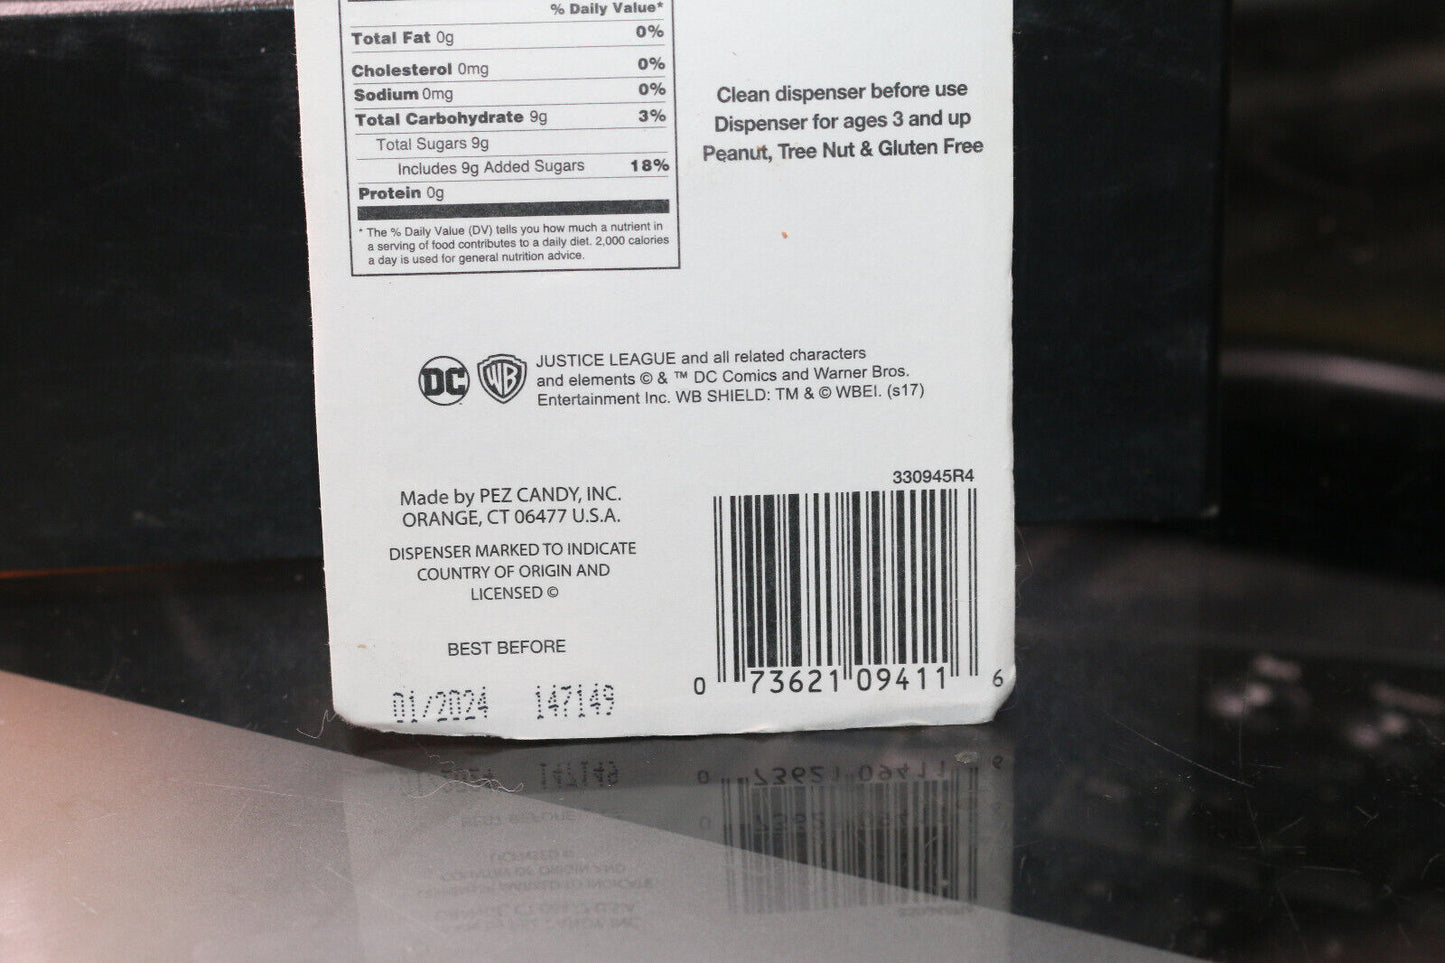 % Daily Value*
Total Fat 0g 0%
Cholesterol 0mg 0%
Sodium 0mg 0%
Total Carbohydrate 9g 3%
Total Sugars 9g
Includes 9g Added Sugars 18%
Protein 0g
* The % Daily Value (DV) tells you how much a nutrient in
a serving of food contributes to a daily diet. 2,000 calories
a day is used for general nutrition advice.
Clean dispenser before use
Dispenser for ages 3 and up
Peanut, Tree Nut & Gluten Free
DC WB JUSTICE LEAGUE and all related characters
and elements © & ™ DC Comics and Warner Bros.
Entertainment Inc. WB SHIELD: TM & © WBEI. (s17)
Made by PEZ CANDY, INC.
ORANGE, CT 06477 U.S.A.
DISPENSER MARKED TO INDICATE
COUNTRY OF ORIGIN AND
LICENSED ©
BEST BEFORE
01/2024 147149
330945R4
0 73621 09411 6